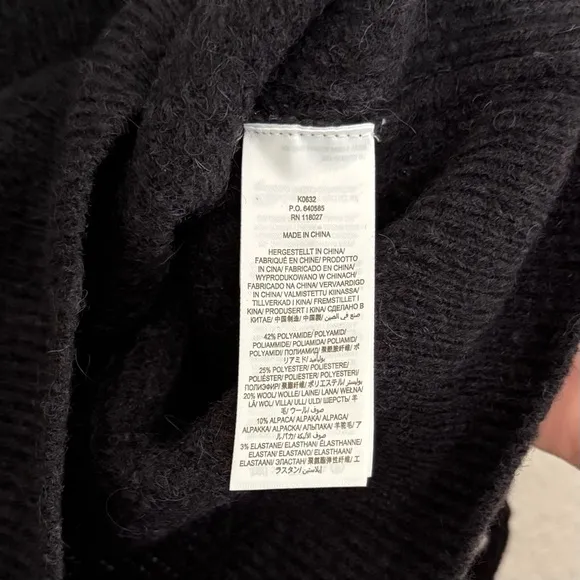 K0632
P.O. 640585
RN 118027
MADE IN CHINA
HERGESTELLT IN CHINA/
FABRIQUÉ EN CHINE/ PRODOTTO
IN CINA/ FABRICADO EN CHINA/
WYPRODUKOWANO W CHINACH/
FABRICADO NA CHINA/ VERVAARDIGD
IN CHINA/ VALMISTETTU KIINASSA/
TILLVERKAD I KINA/ FREMSTILLET I
KINA/ PRODUSERT I KINA/ СДЕЛАНО В
КИТАЕ/ 中国制造/ 中国製/ صنع في الصين
42% POLYAMIDE/ POLYAMID/
POLIAMMIDE/ POLIAMIDA/ POLIAMID/
POLYAMIDI/ ПОЛИАМИД/ 聚酰胺纤维/ ポ
リアミド/ بولياميد
25% POLYESTER/ POLIESTERE/
POLIÉSTER/ POLIESTER/ POLYESTERI/
ПОЛИЭСТЕР/ 聚酯纤维/ ポリエステル/ بوليستر
20% WOOL/ WOLLE/ LAINE/ LANA/ WEŁNA/
LÃ/ WOL/ VILLA/ ULL/ ULD/ ШЕРСТЬ/ 羊
毛/ ウール/ صوف
10% ALPACA/ ALPAKA/ ALPAGA/
ALPAKKA/ ALPACKA/ АЛЬПАКА/ 羊驼毛/ ア
ルパカ/ صوف الألبكة
3% ELASTANE/ ELASTHAN/ ÉLASTHANNE/
ELASTAN/ ELASTANO/ ELASTHAAN/
ELASTAANI/ ЭЛАСТАН/ 聚氨酯弹性纤维/ エ
ラスタン/ إيلاستين